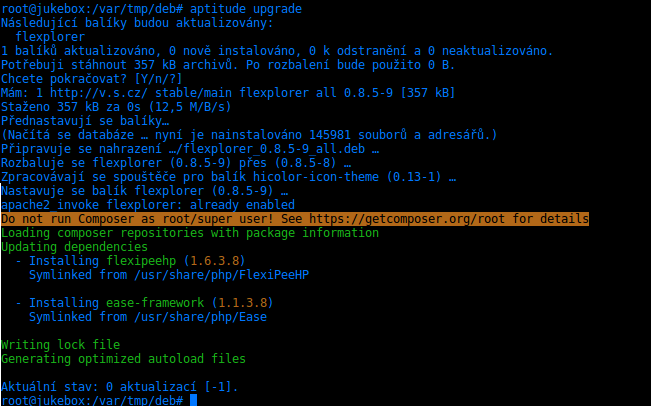 root@jukebox:/var/tmp/deb# aptitude upgrade
Následující balíky budou aktualizovány:
  flexplorer
1 balíků aktualizováno, 0 nově instalováno, 0 k odstranění a 0 neaktualizováno.
Potřebuji stáhnout 357 kB archivů. Po rozbalení bude použito 0 B.
Chcete pokračovat? [Y/n/?]
Mám: 1 http://v.s.cz/ stable/main flexplorer all 0.8.5-9 [357 kB]
Staženo 357 kB za 0s (12,5 M/B/s)
Přednastavují se balíky…
(Načítá se databáze … nyní je nainstalováno 145981 souborů a adresářů.)
Připravuje se nahrazení …/flexplorer_0.8.5-9_all.deb …
Rozbaluje se flexplorer (0.8.5-9) přes (0.8.5-8) …
Zpracovávají se spouštěče pro balík hicolor-icon-theme (0.13-1) …
Nastavuje se balík flexplorer (0.8.5-9) …
apache2_invoke flexplorer: already enabled
Do not run Composer as root/super user! See https://getcomposer.org/root for details
Loading composer repositories with package information
Updating dependencies
  - Installing flexipeehp (1.6.3.8)
    Symlinked from /usr/share/php/FlexiPeeHP
  - Installing ease-framework (1.1.3.8)
    Symlinked from /usr/share/php/Ease
Writing lock file
Generating optimized autoload files
Aktuální stav: 0 aktualizací [-1].
root@jukebox:/var/tmp/deb#